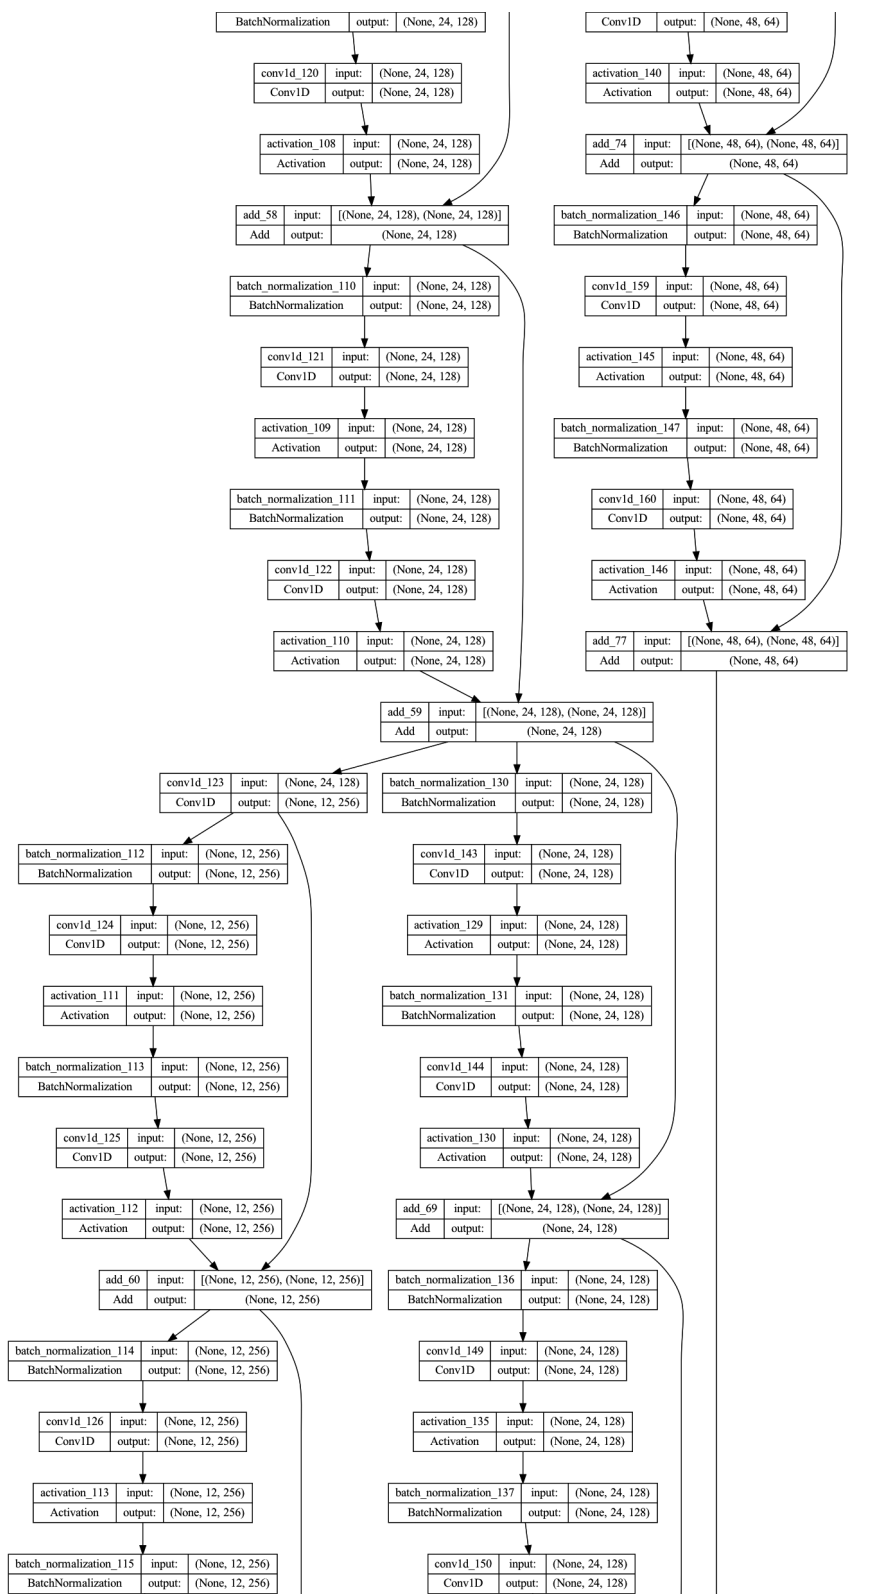 BatchNormalization output: (None, 24, 128)
Conv1D output: (None, 48, 64)
conv1d_120 input: (None, 24, 128)
Conv1D output: (None, 24, 128)
activation_140 input: (None, 48, 64)
Activation output: (None, 48, 64)
activation_108 input: (None, 24, 128)
Activation output: (None, 24, 128)
add_74 input: [(None, 48, 64), (None, 48, 64)]
Add output: (None, 48, 64)
add_58 input: [(None, 24, 128), (None, 24, 128)]
Add output: (None, 24, 128)
batch_normalization_146 input: (None, 48, 64)
BatchNormalization output: (None, 48, 64)
batch_normalization_110 input: (None, 24, 128)
BatchNormalization output: (None, 24, 128)
conv1d_159 input: (None, 48, 64)
Conv1D output: (None, 48, 64)
conv1d_121 input: (None, 24, 128)
Conv1D output: (None, 24, 128)
activation_145 input: (None, 48, 64)
Activation output: (None, 48, 64)
activation_109 input: (None, 24, 128)
Activation output: (None, 24, 128)
batch_normalization_147 input: (None, 48, 64)
BatchNormalization output: (None, 48, 64)
batch_normalization_111 input: (None, 24, 128)
BatchNormalization output: (None, 24, 128)
conv1d_160 input: (None, 48, 64)
Conv1D output: (None, 48, 64)
conv1d_122 input: (None, 24, 128)
Conv1D output: (None, 24, 128)
activation_146 input: (None, 48, 64)
Activation output: (None, 48, 64)
activation_110 input: (None, 24, 128)
Activation output: (None, 24, 128)
add_77 input: [(None, 48, 64), (None, 48, 64)]
Add output: (None, 48, 64)
add_59 input: [(None, 24, 128), (None, 24, 128)]
Add output: (None, 24, 128)
conv1d_123 input: (None, 24, 128)
Conv1D output: (None, 12, 256)
batch_normalization_130 input: (None, 24, 128)
BatchNormalization output: (None, 24, 128)
batch_normalization_112 input: (None, 12, 256)
BatchNormalization output: (None, 12, 256)
conv1d_143 input: (None, 24, 128)
Conv1D output: (None, 24, 128)
conv1d_124 input: (None, 12, 256)
Conv1D output: (None, 12, 256)
activation_129 input: (None, 24, 128)
Activation output: (None, 24, 128)
activation_111 input: (None, 12, 256)
Activation output: (None, 12, 256)
batch_normalization_131 input: (None, 24, 128)
BatchNormalization output: (None, 24, 128)
batch_normalization_113 input: (None, 12, 256)
BatchNormalization output: (None, 12, 256)
conv1d_144 input: (None, 24, 128)
Conv1D output: (None, 24, 128)
conv1d_125 input: (None, 12, 256)
Conv1D output: (None, 12, 256)
activation_130 input: (None, 24, 128)
Activation output: (None, 24, 128)
activation_112 input: (None, 12, 256)
Activation output: (None, 12, 256)
add_69 input: [(None, 24, 128), (None, 24, 128)]
Add output: (None, 24, 128)
add_60 input: [(None, 12, 256), (None, 12, 256)]
Add output: (None, 12, 256)
batch_normalization_136 input: (None, 24, 128)
BatchNormalization output: (None, 24, 128)
batch_normalization_114 input: (None, 12, 256)
BatchNormalization output: (None, 12, 256)
conv1d_149 input: (None, 24, 128)
Conv1D output: (None, 24, 128)
conv1d_126 input: (None, 12, 256)
Conv1D output: (None, 12, 256)
activation_135 input: (None, 24, 128)
Activation output: (None, 24, 128)
activation_113 input: (None, 12, 256)
Activation output: (None, 12, 256)
batch_normalization_137 input: (None, 24, 128)
BatchNormalization output: (None, 24, 128)
batch_normalization_115 input: (None, 12, 256)
BatchNormalization output: (None, 12, 256)
conv1d_150 input: (None, 24, 128)
Conv1D output: (None, 24, 128)